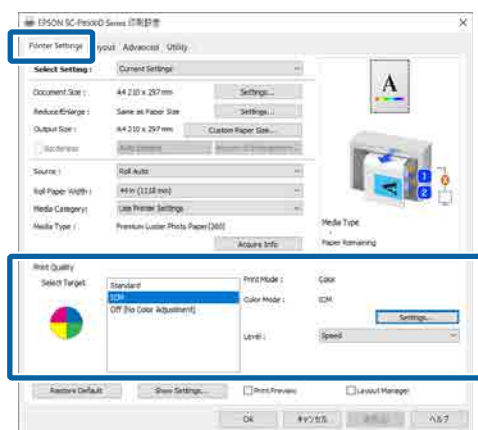 EPSON SC-P8500D Series 印刷設定
Printer Settings Layout Advanced Utility
Select Setting : Current Settings
Document Size : A4 210 x 297 mm Settings...
Reduce/Enlarge : Same as Paper Size Settings...
Output Size : A4 210 x 297 mm Custom Paper Size...
Borderless
Source : Roll Auto
Roll Paper Width : 44 in (1118 mm)
Media Category : Use Printer Settings
Media Type : Premium Luster Photo Paper(260)
Acquire Info
A
1
2
Media Type
-
Paper Remaining
Print Quality
Select Target
Standard
ICM
Off (No Color Adjustment)
Print Mode : Color
Color Mode : ICM
Settings...
Level : Speed
Restore Default Show Settings... Print Preview Layout Manager
OK キャンセル ヘルプ